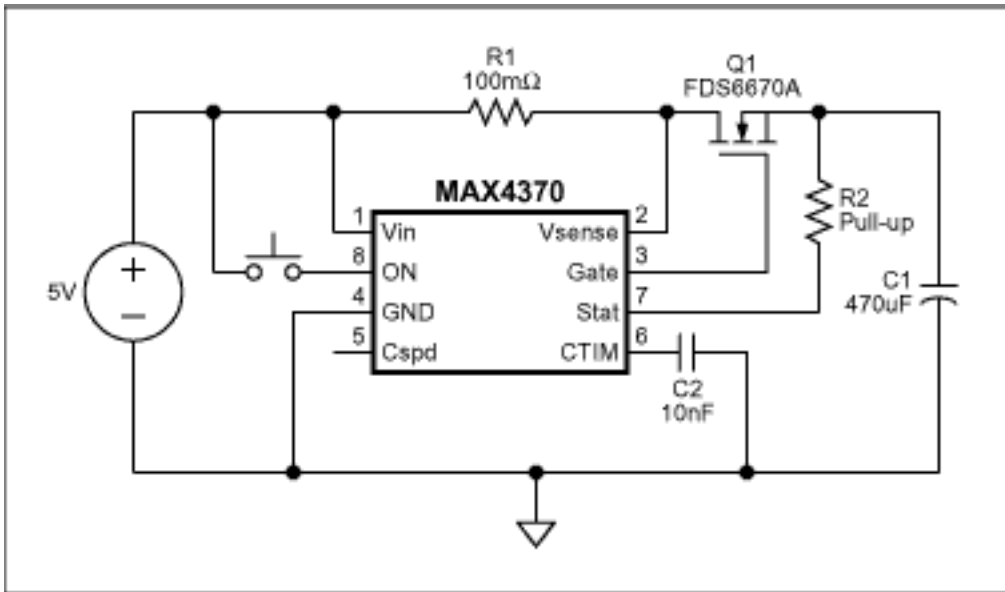 R1
100mΩ
Q1
FDS6670A
MAX4370
1
Vin
Vsense
2
8
ON
Gate
3
4
GND
Stat
7
5
Cspd
CTIM
6
R2
Pull-up
C1
470uF
C2
10nF
5V
+
–